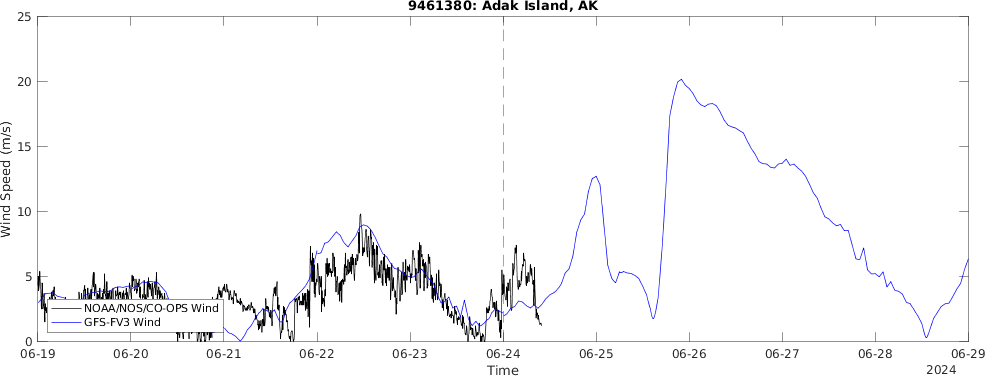 9461380: Adak Island, AK
25
20
15
10
5
0
Wind Speed (m/s)
NOAA/NOS/CO-OPS Wind
GFS-FV3 Wind
06-19 06-20 06-21 06-22 06-23 06-24 06-25 06-26 06-27 06-28 06-29
Time
2024